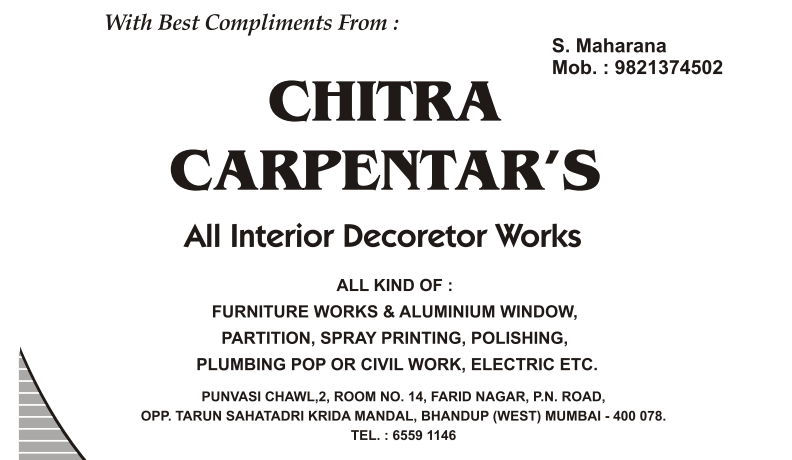 With Best Compliments From :
S. Maharana
Mob. : 9821374502
CHITRA
CARPENTAR'S
All Interior Decoretor Works
ALL KIND OF :
FURNITURE WORKS & ALUMINIUM WINDOW,
PARTITION, SPRAY PRINTING, POLISHING,
PLUMBING POP OR CIVIL WORK, ELECTRIC ETC.
PUNVASI CHAWL,2, ROOM NO. 14, FARID NAGAR, P.N. ROAD,
OPP. TARUN SAHATADRI KRIDA MANDAL, BHANDUP (WEST) MUMBAI - 400 078.
TEL. : 6559 1146